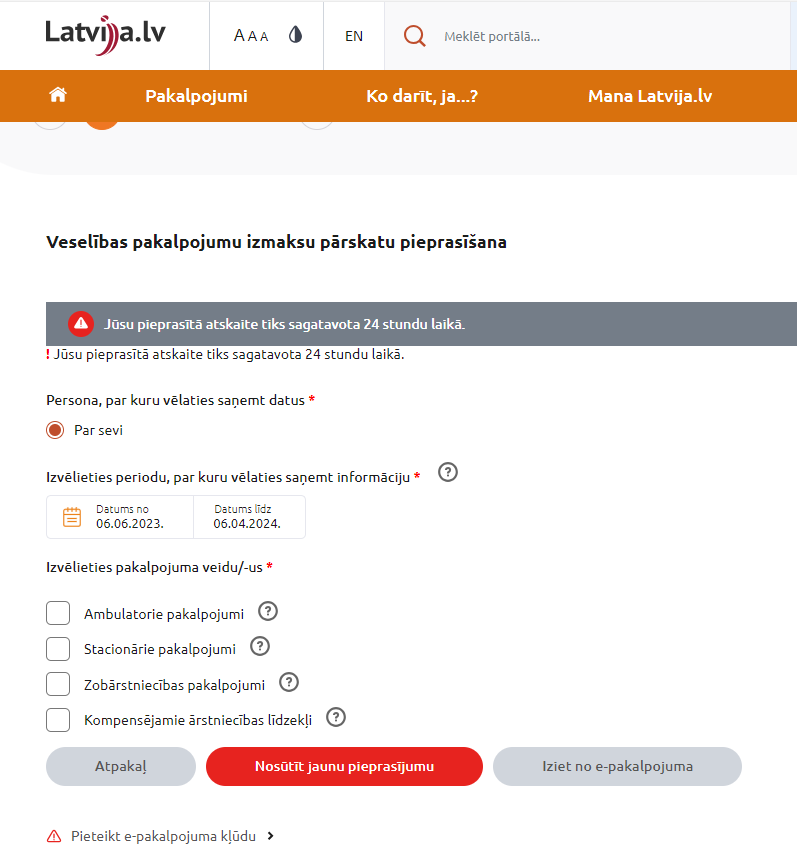 Latvija.lv
A A A
EN
Meklēt portālā...
Pakalpojumi
Ko darīt, ja...?
Mana Latvija.lv
Veselības pakalpojumu izmaksu pārskatu pieprasīšana
Jūsu pieprasītā atskaite tiks sagatavota 24 stundu laikā.
! Jūsu pieprasītā atskaite tiks sagatavota 24 stundu laikā.
Persona, par kuru vēlaties saņemt datus *
Par sevi
Izvēlieties periodu, par kuru vēlaties saņemt informāciju * ?
Datums no
06.06.2023.
Datums līdz
06.04.2024.
Izvēlieties pakalpojuma veidu/-us *
Ambulatorie pakalpojumi ?
Stacionārie pakalpojumi ?
Zobārstniecības pakalpojumi ?
Kompensējamie ārstniecības līdzekļi ?
Atpakaļ
Nosūtīt jaunu pieprasījumu
Iziet no e-pakalpojuma
Pieteikt e-pakalpojuma kļūdu